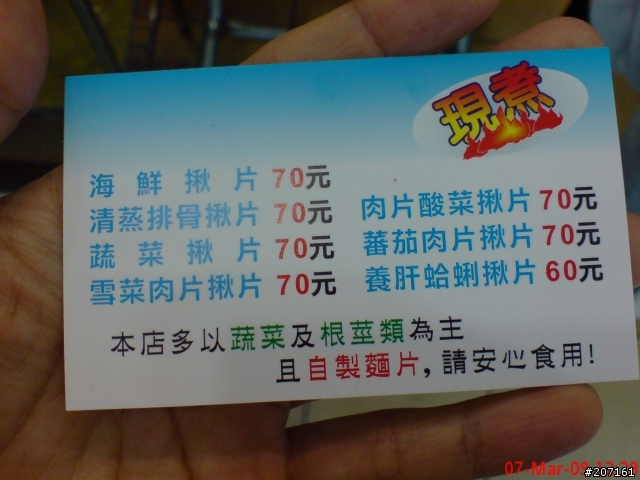 現煮
海鮮揪片 70元
清蒸排骨揪片 70元
蔬菜揪片 70元
雪菜肉片揪片 70元
肉片酸菜揪片 70元
蕃茄肉片揪片 70元
養肝蛤蜊揪片 60元
本店多以蔬菜及根莖類為主
且自製麵片,請安心食用!
07-Mar-08
#207161